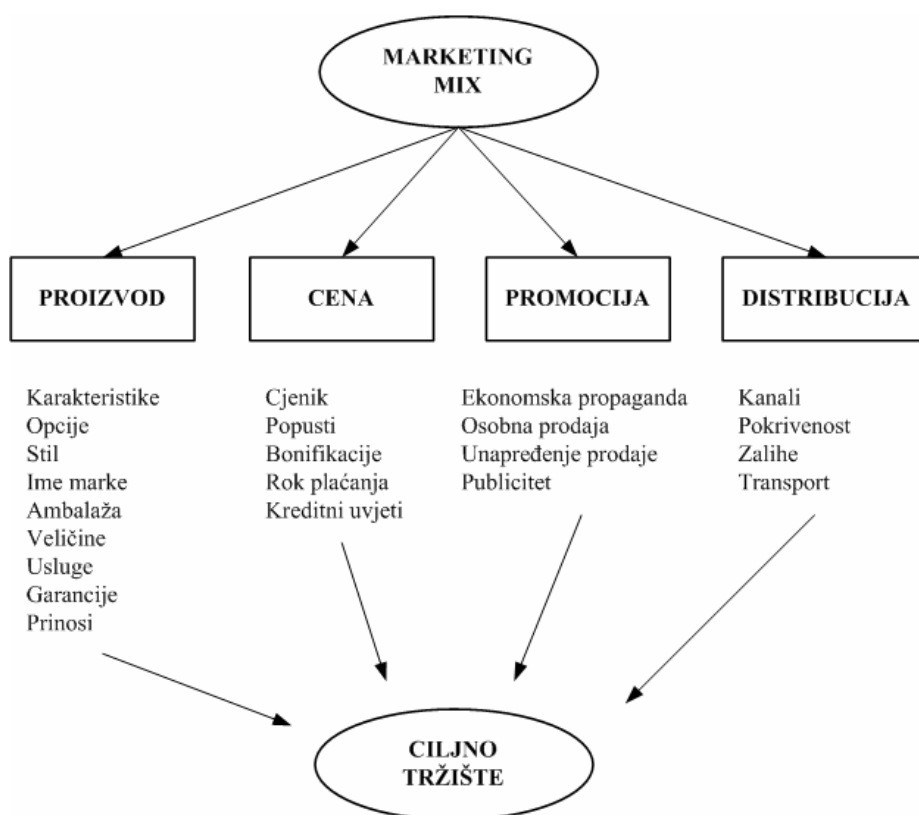 MARKETING
MIX
PROIZVOD
CENA
PROMOCIJA
DISTRIBUCIJA
Karakteristike
Opcije
Stil
Ime marke
Ambalaža
Veličine
Usluge
Garancije
Prinosi
Cjenik
Popusti
Bonifikacije
Rok plaćanja
Kreditni uvjeti
Ekonomska propaganda
Osobna prodaja
Unapređenje prodaje
Publicitet
Kanali
Pokrivenost
Zalihe
Transport
CILJNO
TRŽIŠTE